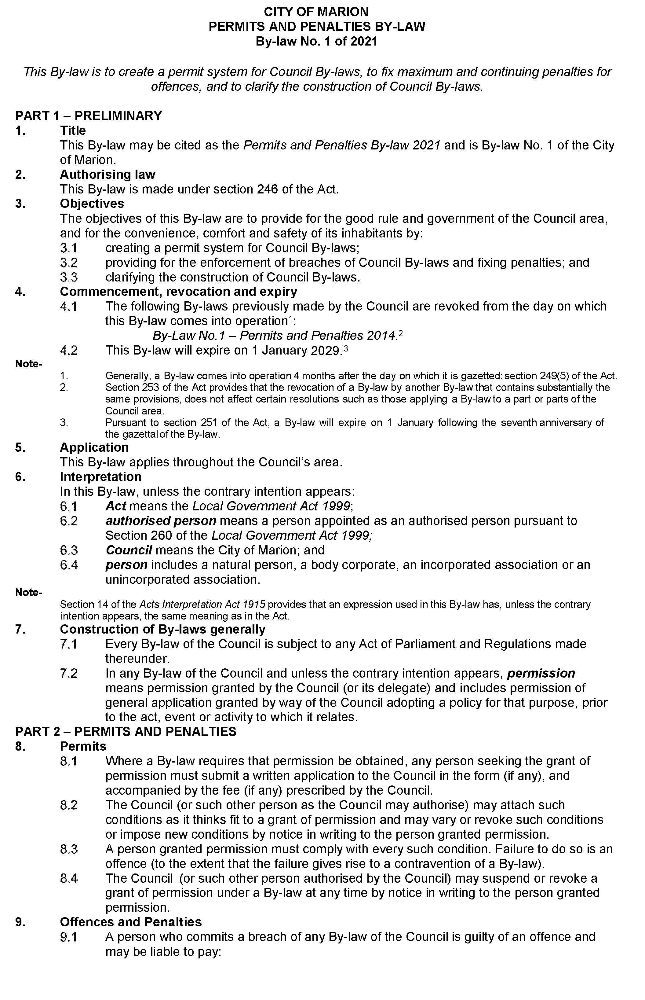 CITY OF MARION
PERMITS AND PENALTIES BY-LAW
By-law No. 1 of 2021
This By-law is to create a permit system for Council By-laws, to fix maximum and continuing penalties for
offences, and to clarify the construction of Council By-laws.
PART 1 – PRELIMINARY
1. Title
This By-law may be cited as the Permits and Penalties By-law 2021 and is By-law No. 1 of the City
of Marion.
2. Authorising law
This By-law is made under section 246 of the Act.
3. Objectives
The objectives of this By-law are to provide for the good rule and government of the Council area,
and for the convenience, comfort and safety of its inhabitants by:
3.1 creating a permit system for Council By-laws;
3.2 providing for the enforcement of breaches of Council By-laws and fixing penalties; and
3.3 clarifying the construction of Council By-laws.
4. Commencement, revocation and expiry
4.1 The following By-laws previously made by the Council are revoked from the day on which
this By-law comes into operation¹:
By-Law No.1 – Permits and Penalties 2014.²
4.2 This By-law will expire on 1 January 2029.³
Note-
1. Generally, a By-law comes into operation 4 months after the day on which it is gazetted: section 249(5) of the Act.
2. Section 253 of the Act provides that the revocation of a By-law by another By-law that contains substantially the
same provisions, does not affect certain resolutions such as those applying a By-law to a part or parts of the
Council area.
3. Pursuant to section 251 of the Act, a By-law will expire on 1 January following the seventh anniversary of
the gazettal of the By-law.
5. Application
This By-law applies throughout the Council's area.
6. Interpretation
In this By-law, unless the contrary intention appears:
6.1 Act means the Local Government Act 1999;
6.2 authorised person means a person appointed as an authorised person pursuant to
Section 260 of the Local Government Act 1999;
6.3 Council means the City of Marion; and
6.4 person includes a natural person, a body corporate, an incorporated association or an
unincorporated association.
Note-
Section 14 of the Acts Interpretation Act 1915 provides that an expression used in this By-law has, unless the contrary
intention appears, the same meaning as in the Act.
7. Construction of By-laws generally
7.1 Every By-law of the Council is subject to any Act of Parliament and Regulations made
thereunder.
7.2 In any By-law of the Council and unless the contrary intention appears, permission
means permission granted by the Council (or its delegate) and includes permission of
general application granted by way of the Council adopting a policy for that purpose, prior
to the act, event or activity to which it relates.
PART 2 – PERMITS AND PENALTIES
8. Permits
8.1 Where a By-law requires that permission be obtained, any person seeking the grant of
permission must submit a written application to the Council in the form (if any), and
accompanied by the fee (if any) prescribed by the Council.
8.2 The Council (or such other person as the Council may authorise) may attach such
conditions as it thinks fit to a grant of permission and may vary or revoke such conditions
or impose new conditions by notice in writing to the person granted permission.
8.3 A person granted permission must comply with every such condition. Failure to do so is an
offence (to the extent that the failure gives rise to a contravention of a By-law).
8.4 The Council (or such other person authorised by the Council) may suspend or revoke a
grant of permission under a By-law at any time by notice in writing to the person granted
permission.
9. Offences and Penalties
9.1 A person who commits a breach of any By-law of the Council is guilty of an offence and
may be liable to pay: